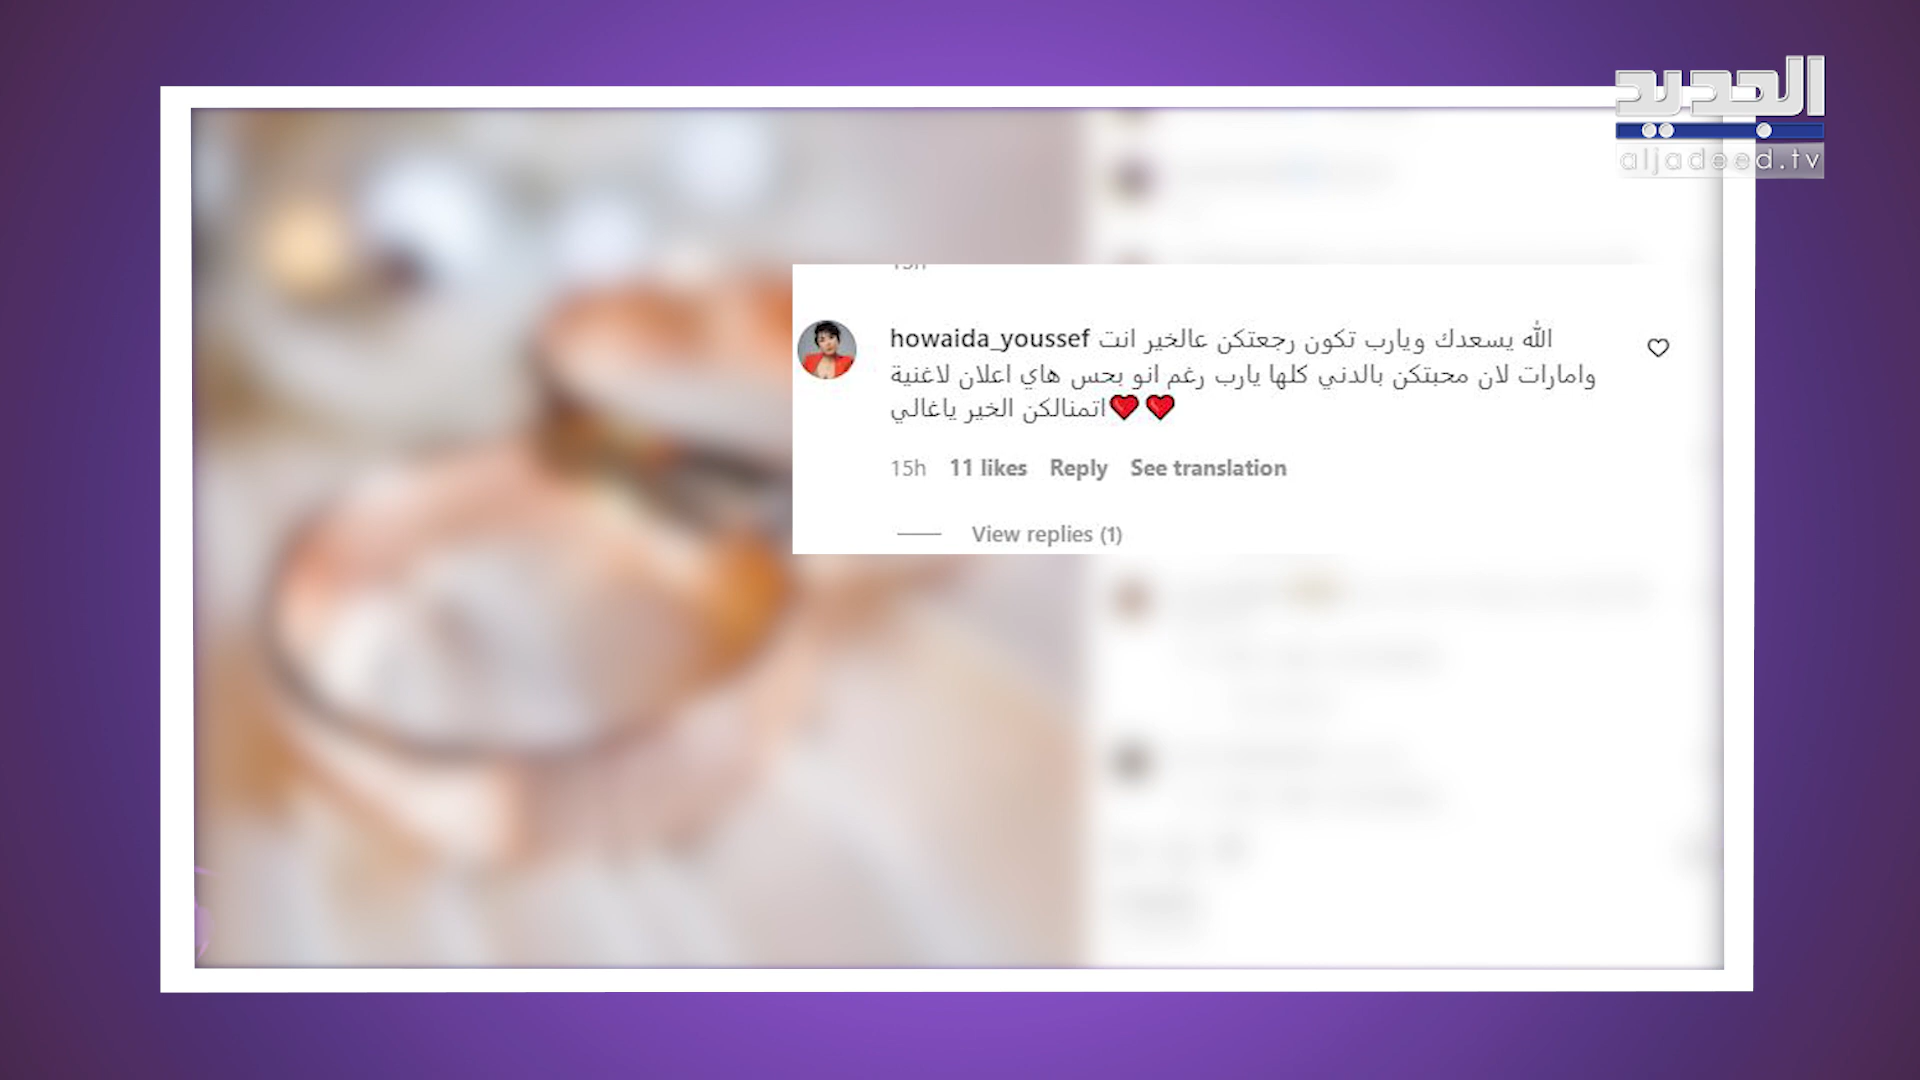 الجديد
aljadeed.tv
15h
howaida_youssef الله يسعدك ويارب تكون رجعتكن عالخير انت
وامارات لان محبتكن بالدني كلها يارب رغم انو بحس هاي اعلان لاغنية
اتمنالكن الخير ياغالي❤️❤️
15h 11 likes Reply See translation
View replies (1)